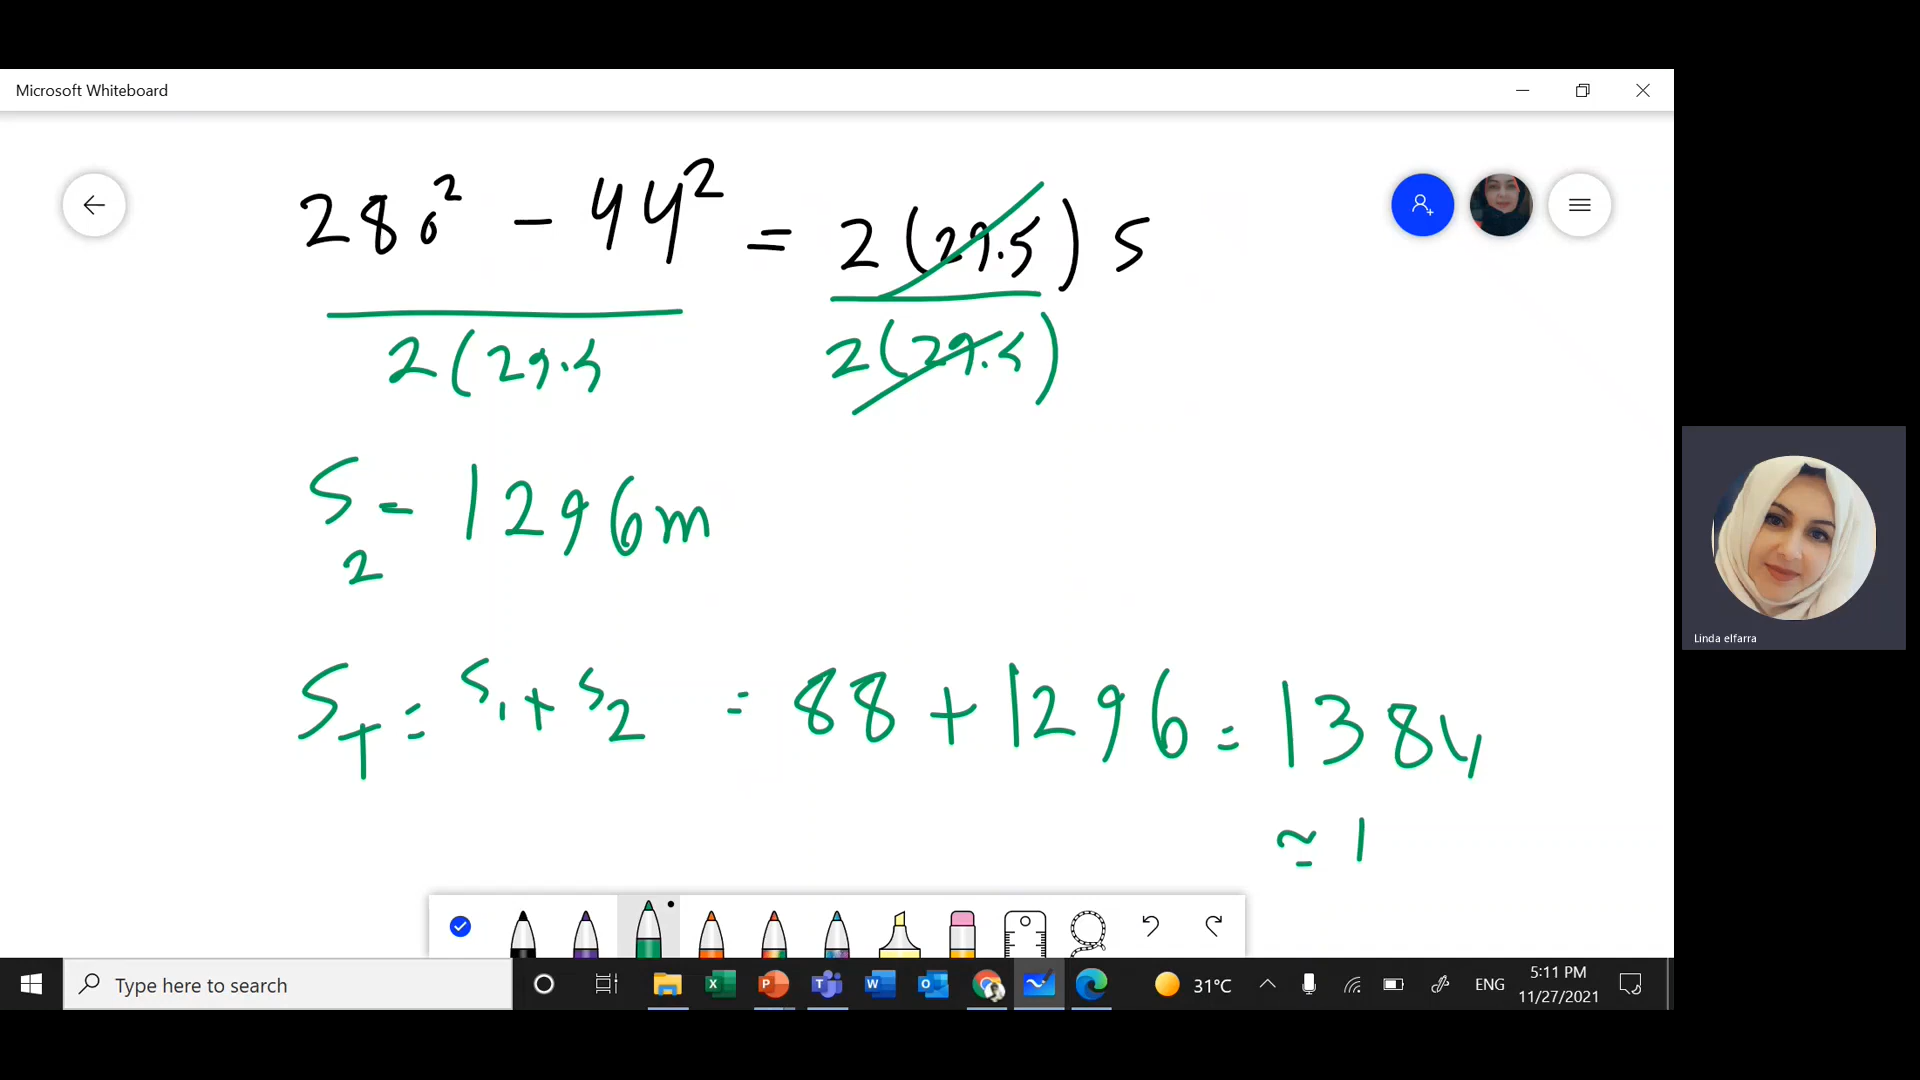 Microsoft Whiteboard
280² - 44² = 2(29.5) S
2(29.5 2(29.5)
S₂ = 1296m
S_T = S₁ + S₂ = 88 + 1296 = 1384
≃ 1
Linda elfarra
Type here to search
31°C
ENG
5:11 PM
11/27/2021